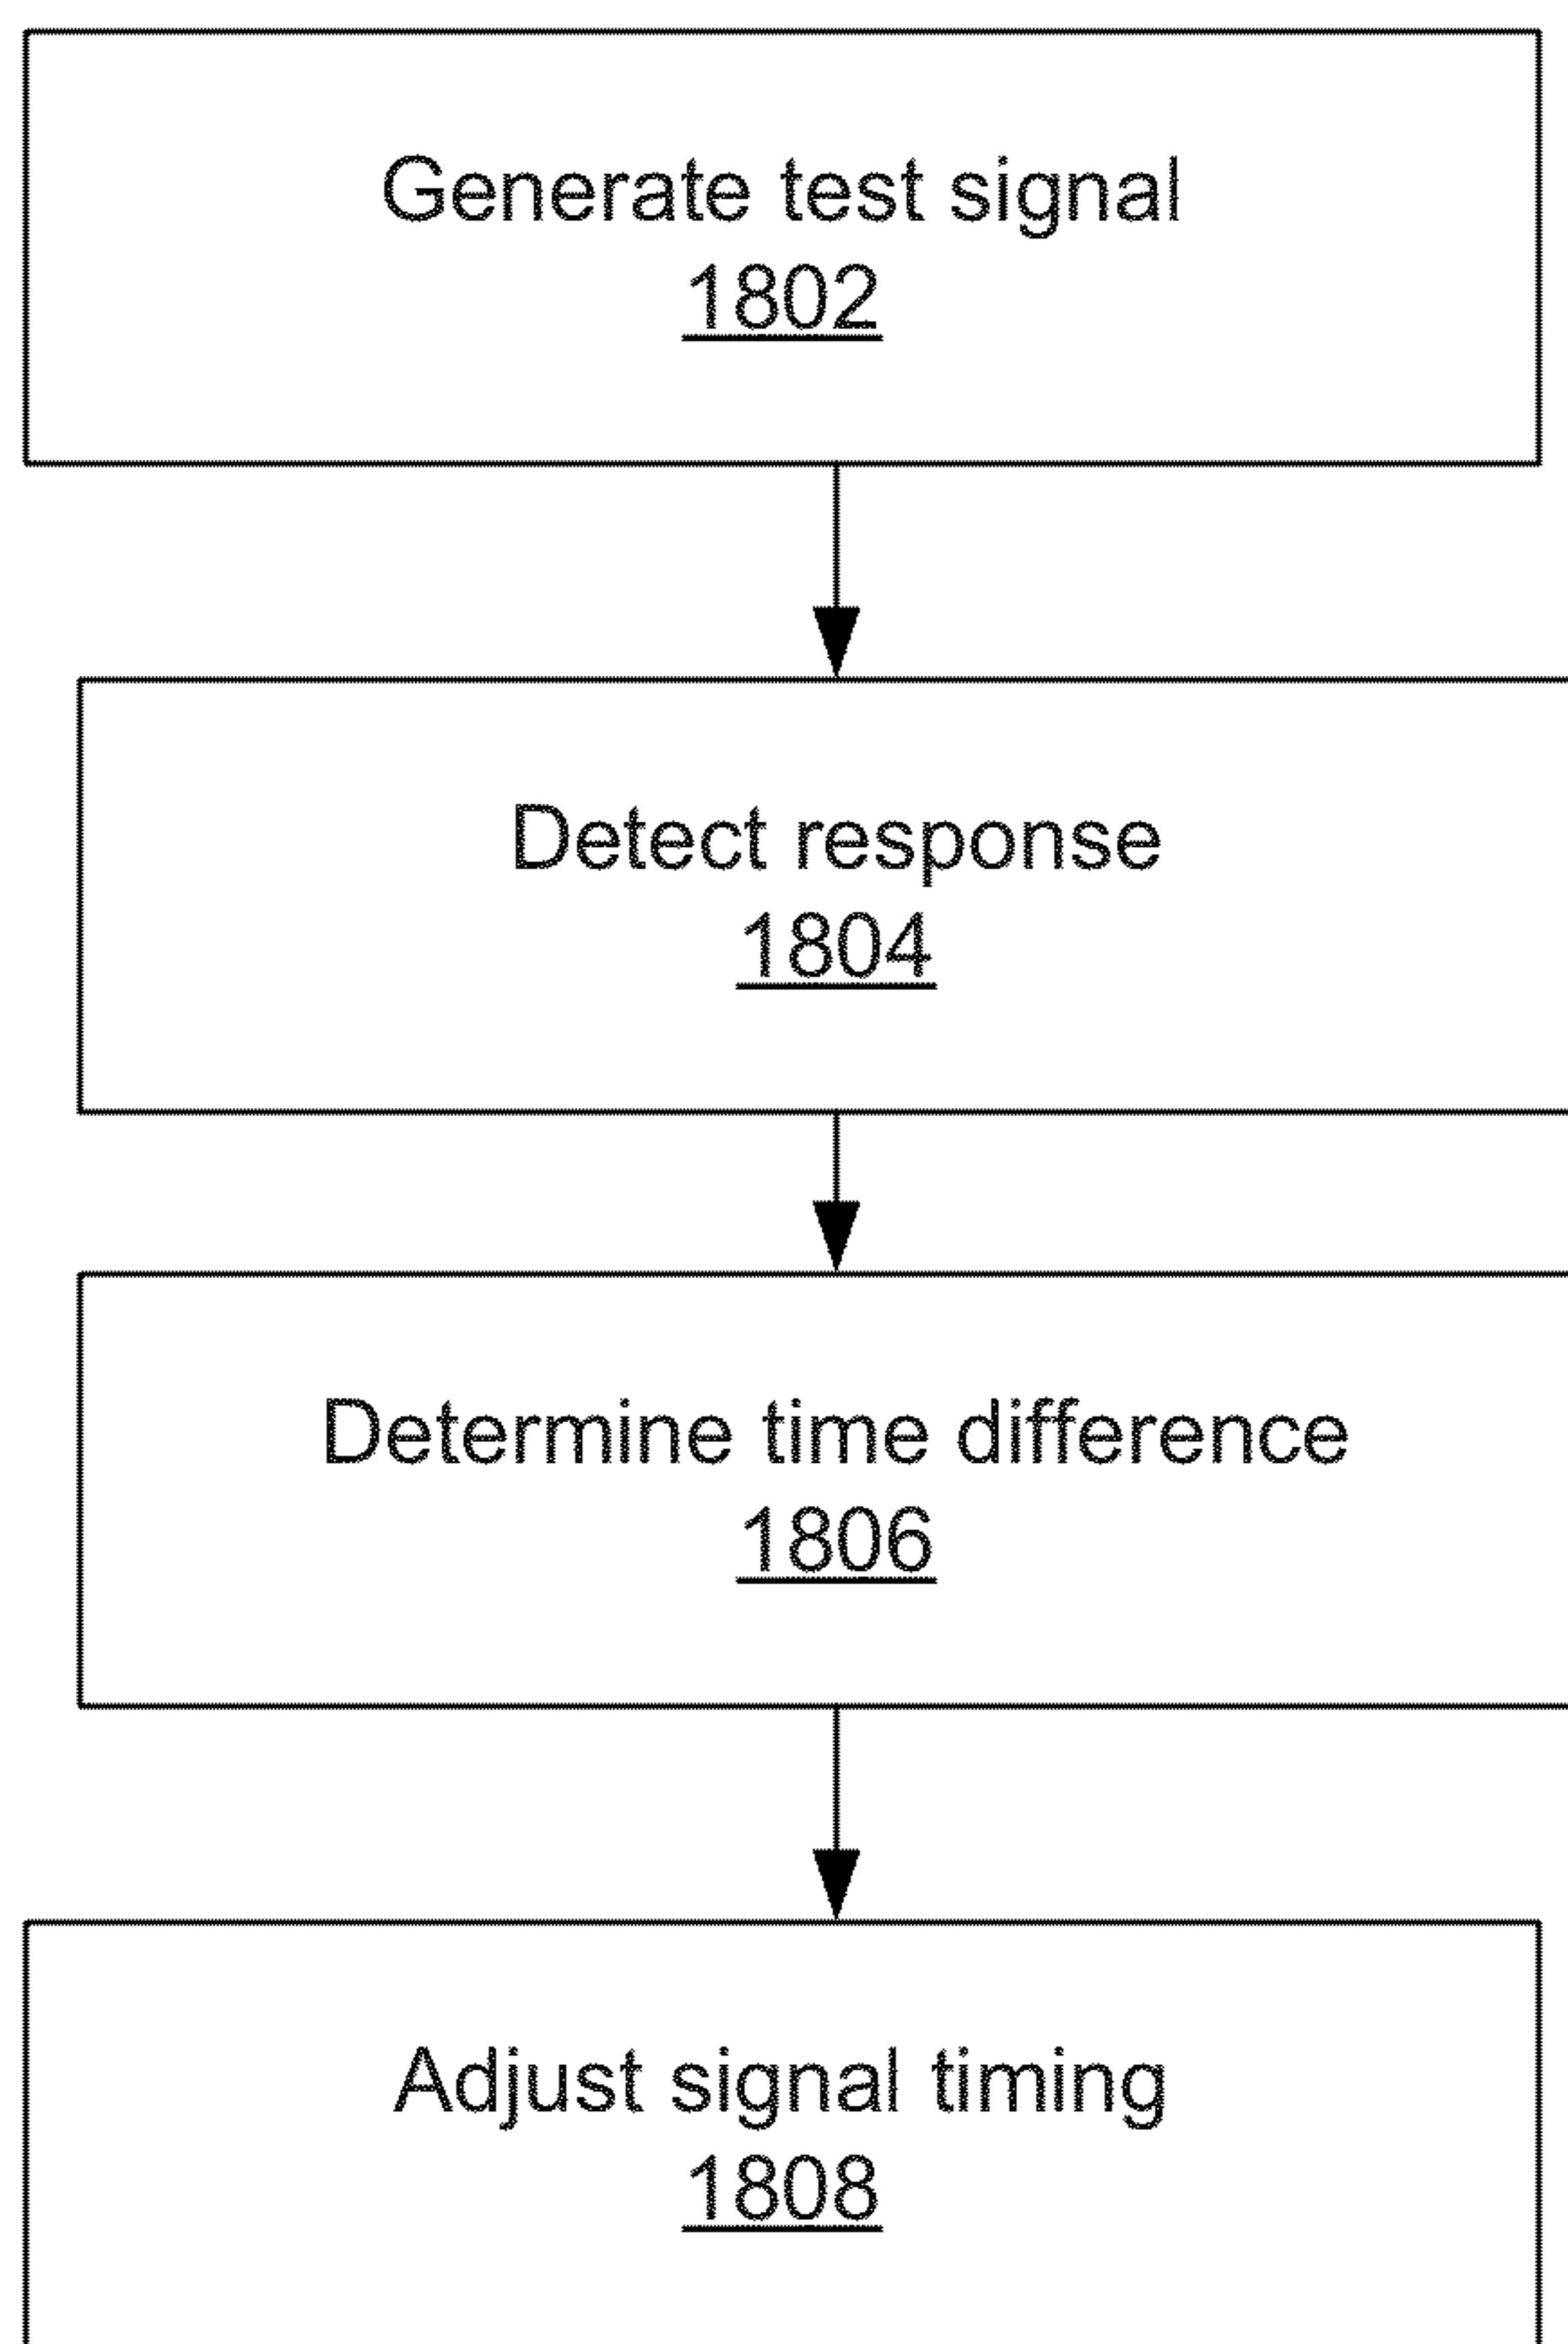 Generate test signal
1802
Detect response
1804
Determine time difference
1806
Adjust signal timing
1808